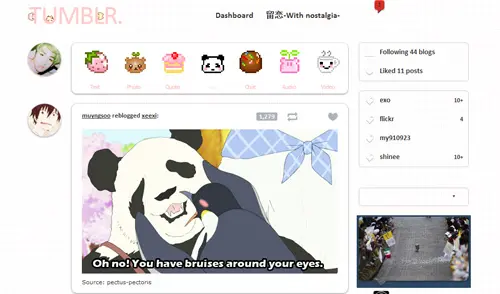 TUMBLR.
Dashboard 留恋-With nostalgia-
Text Photo Quote Chat Audio Video
Following 44 blogs
Liked 11 posts
muyngsoo reblogged xcexi:
1,273
exo 10+
flickr 4
my910923
shinee 10+
Oh no! You have bruises around your eyes.
Source: pectus-pectoris